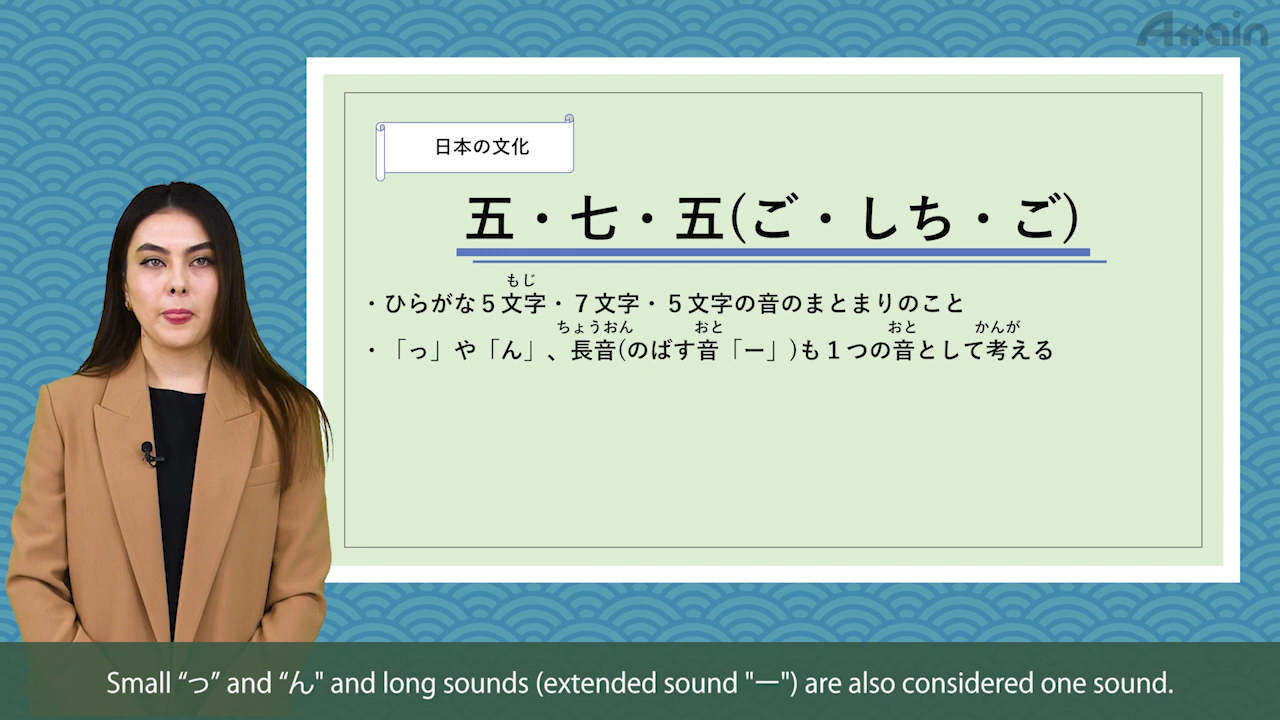 Attain
日本の文化
五・七・五(ご・しち・ご)
もじ
・ひらがな５文字・７文字・５文字の音のまとまりのこと
ちょうおん おと おと かんが
・「っ」や「ん」、長音(のばす音「ー」)も１つの音として考える
Small “っ” and “ん" and long sounds (extended sound "ー") are also considered one sound.